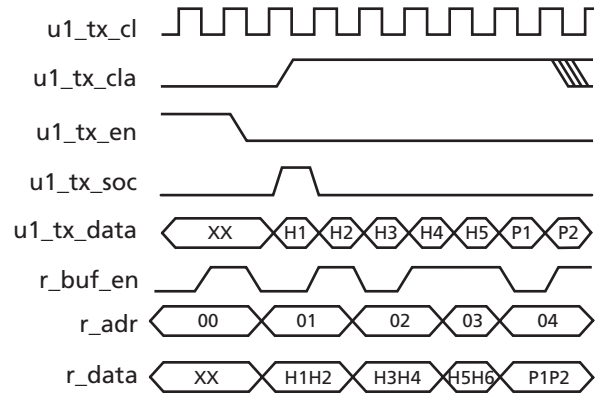 u1_tx_cl
u1_tx_cla
u1_tx_en
u1_tx_soc
u1_tx_data XX H1 H2 H3 H4 H5 P1 P2
r_buf_en
r_adr 00 01 02 03 04
r_data XX H1H2 H3H4 H5H6 P1P2